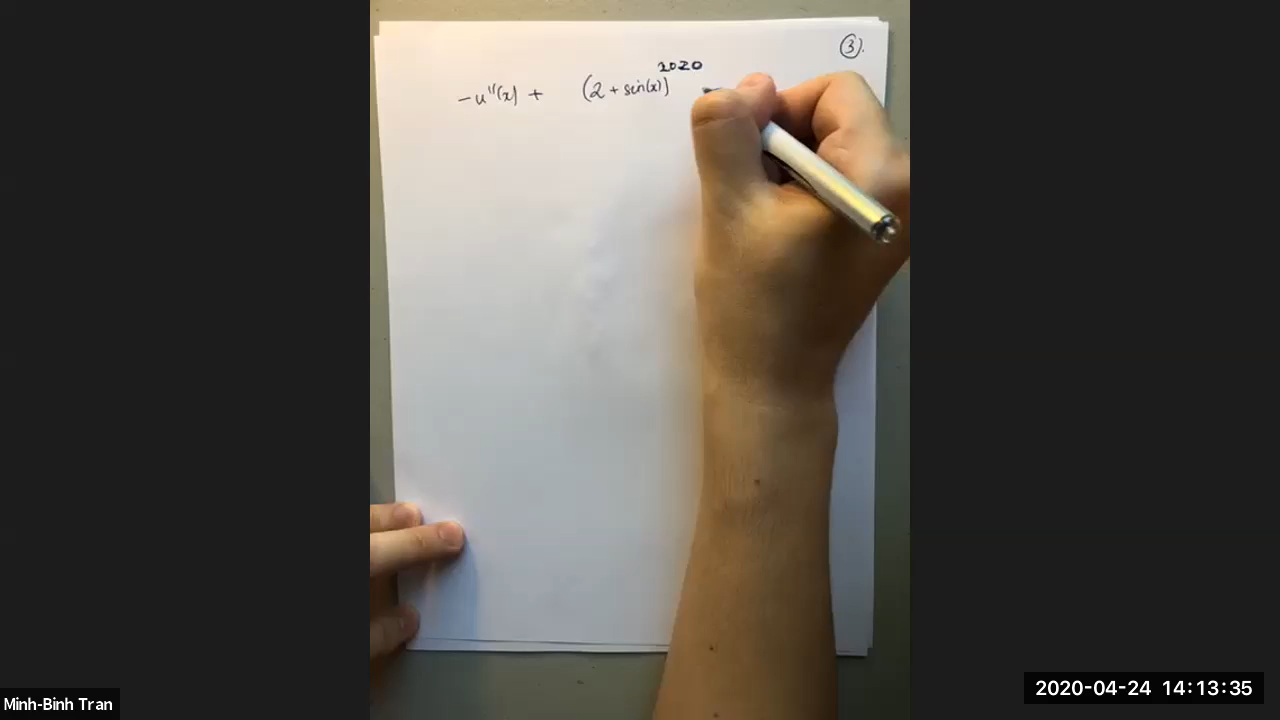 ③.
-u''(x) + (2 + sin(x))^2020
Minh-Binh Tran
2020-04-24 14:13:35